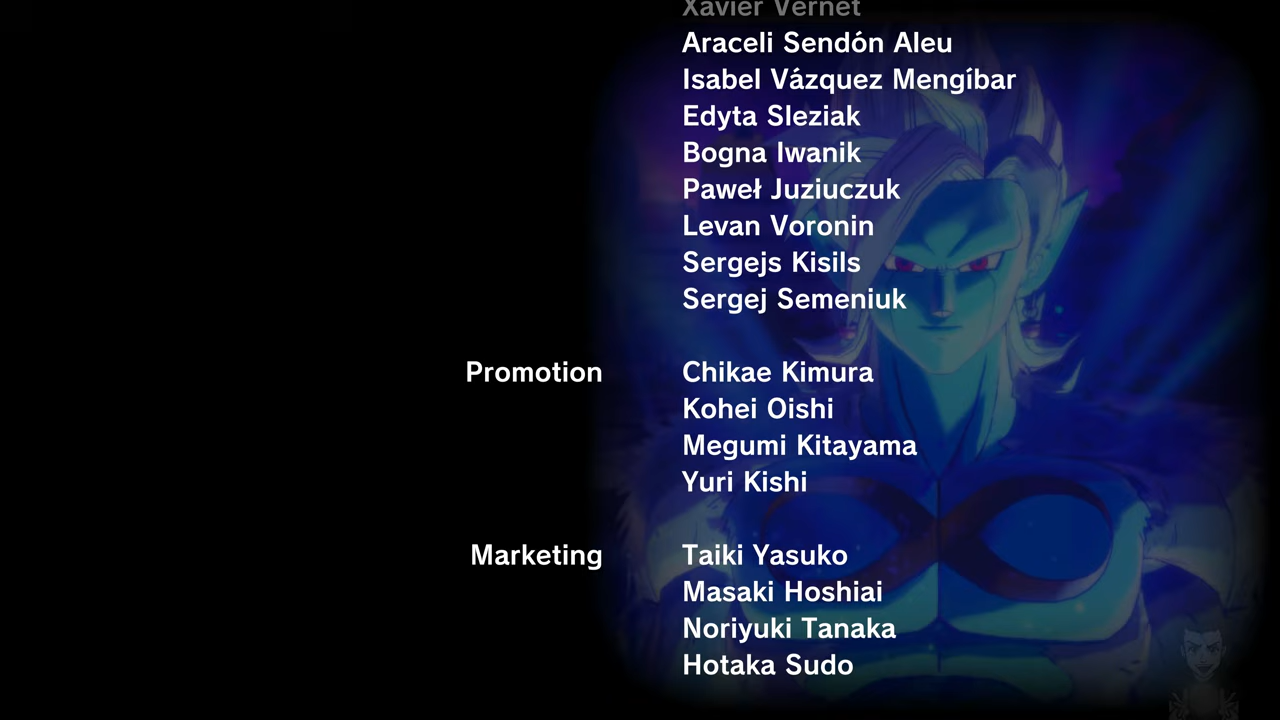 Xavier Vernet
Araceli Sendón Aleu
Isabel Vázquez Mengíbar
Edyta Sleziak
Bogna Iwanik
Paweł Juziuczuk
Levan Voronin
Sergejs Kisils
Sergej Semeniuk
Promotion Chikae Kimura
Kohei Oishi
Megumi Kitayama
Yuri Kishi
Marketing Taiki Yasuko
Masaki Hoshiai
Noriyuki Tanaka
Hotaka Sudo